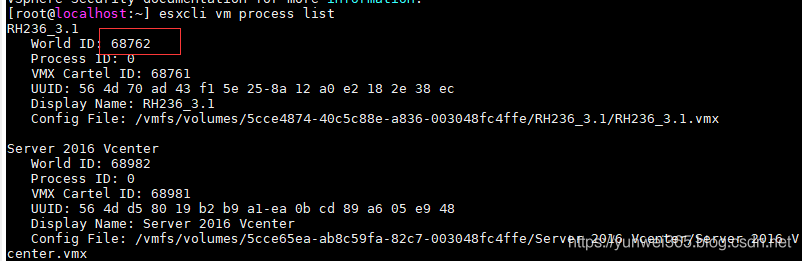 vSphere Security documentation for more information.
[root@localhost:~] esxcli vm process list
RH236_3.1
World ID: 68762
Process ID: 0
VMX Cartel ID: 68761
UUID: 56 4d 70 ad 43 f1 5e 25-8a 12 a0 e2 18 2e 38 ec
Display Name: RH236_3.1
Config File: /vmfs/volumes/5cce4874-40c5c88e-a836-003048fc4ffe/RH236_3.1/RH236_3.1.vmx
Server 2016 Vcenter
World ID: 68982
Process ID: 0
VMX Cartel ID: 68981
UUID: 56 4d d5 80 19 b2 b9 a1-ea 0b cd 89 a6 05 e9 48
Display Name: Server 2016 Vcenter
Config File: /vmfs/volumes/5cce65ea-ab8c59fa-82c7-003048fc4ffe/Server 2016 Vcenter/Server 2016 V
center.vmx
https://yunwei365.blog.csdn.net